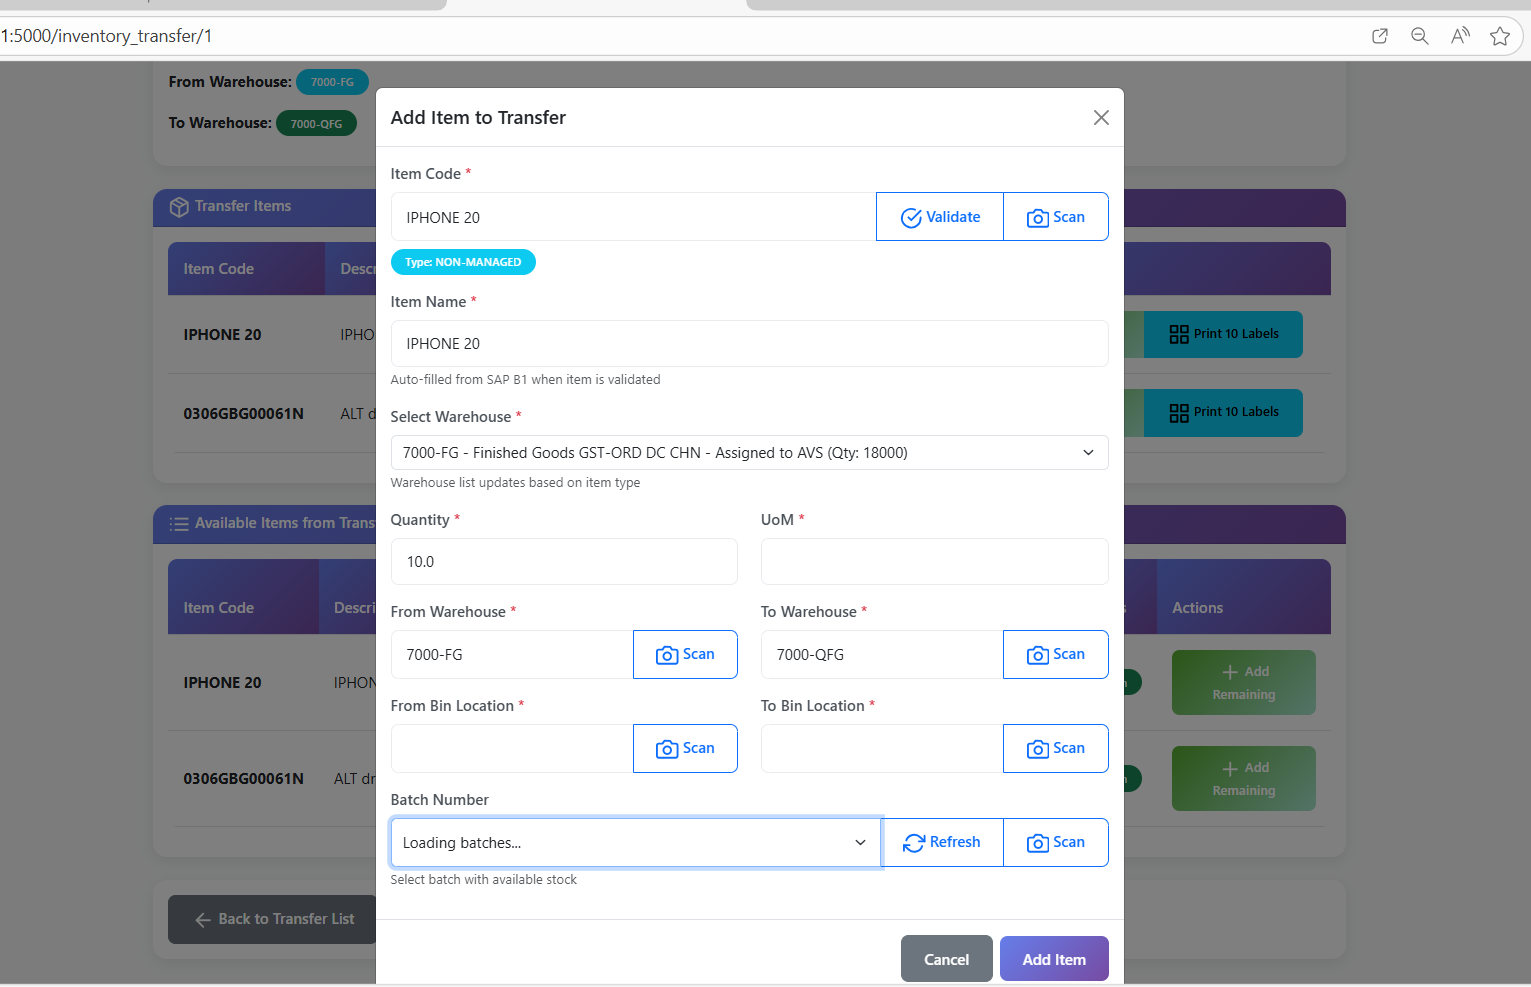 1:5000/inventory_transfer/1
From Warehouse: 7000-FG
To Warehouse: 7000-QFG
Add Item to Transfer
Item Code *
IPHONE 20
Validate
Scan
Type: NON-MANAGED
Item Name *
IPHONE 20
Auto-filled from SAP B1 when item is validated
Select Warehouse *
7000-FG - Finished Goods GST-ORD DC CHN - Assigned to AVS (Qty: 18000)
Warehouse list updates based on item type
Quantity *
UoM *
10.0
From Warehouse *
To Warehouse *
7000-FG
Scan
7000-QFG
Scan
From Bin Location *
To Bin Location *
Scan
Scan
Batch Number
Loading batches...
Refresh
Scan
Select batch with available stock
Cancel
Add Item
Transfer Items
Item Code
IPHONE 20
Print 10 Labels
0306GBG00061N
ALT
Print 10 Labels
Available Items from
Item Code
Actions
IPHONE 20
Add
Remaining
0306GBG00061N
ALT
Add
Remaining
Back to Transfer List